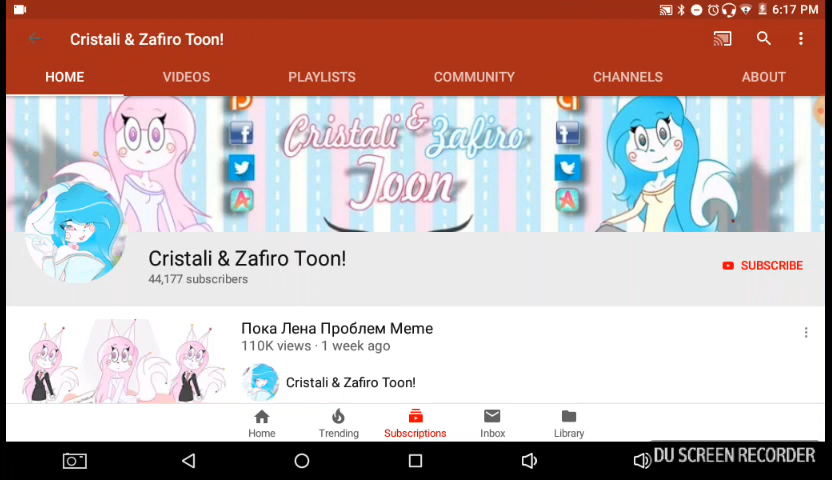 6:17 PM
Cristali & Zafiro Toon!
HOME VIDEOS PLAYLISTS COMMUNITY CHANNELS ABOUT
Cristali & Zafiro
Toon
Cristali & Zafiro Toon!
44,177 subscribers
SUBSCRIBE
Пока Лена Проблем Meme
110K views · 1 week ago
Cristali & Zafiro Toon!
Home Trending Subscriptions Inbox Library
DU SCREEN RECORDER